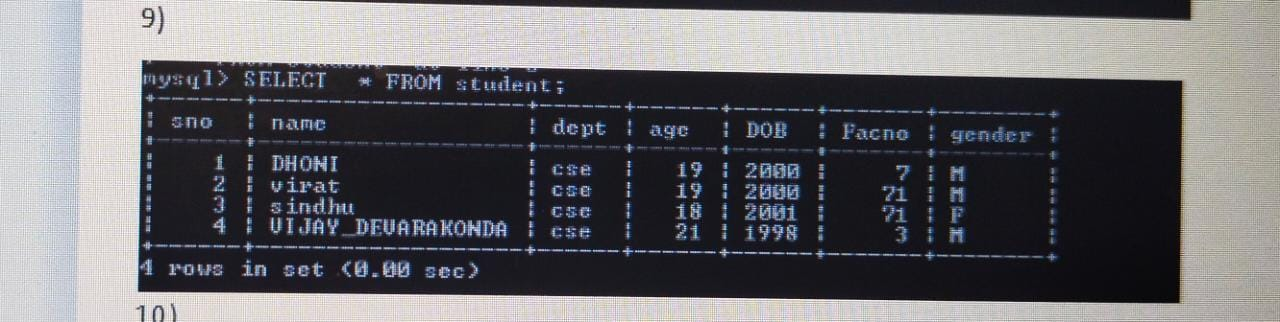 9)
mysql> SELECT * FROM student;
| sno | name | dept | age | DOB | Facno | gender |
| 1 | DHONI | cse | 19 | 2000 | 7 | M |
| 2 | virat | cse | 19 | 2000 | 71 | M |
| 3 | sindhu | cse | 18 | 2001 | 71 | F |
| 4 | VIJAY_DEVARAKONDA | cse | 21 | 1998 | 3 | M |
4 rows in set (0.00 sec)
10)